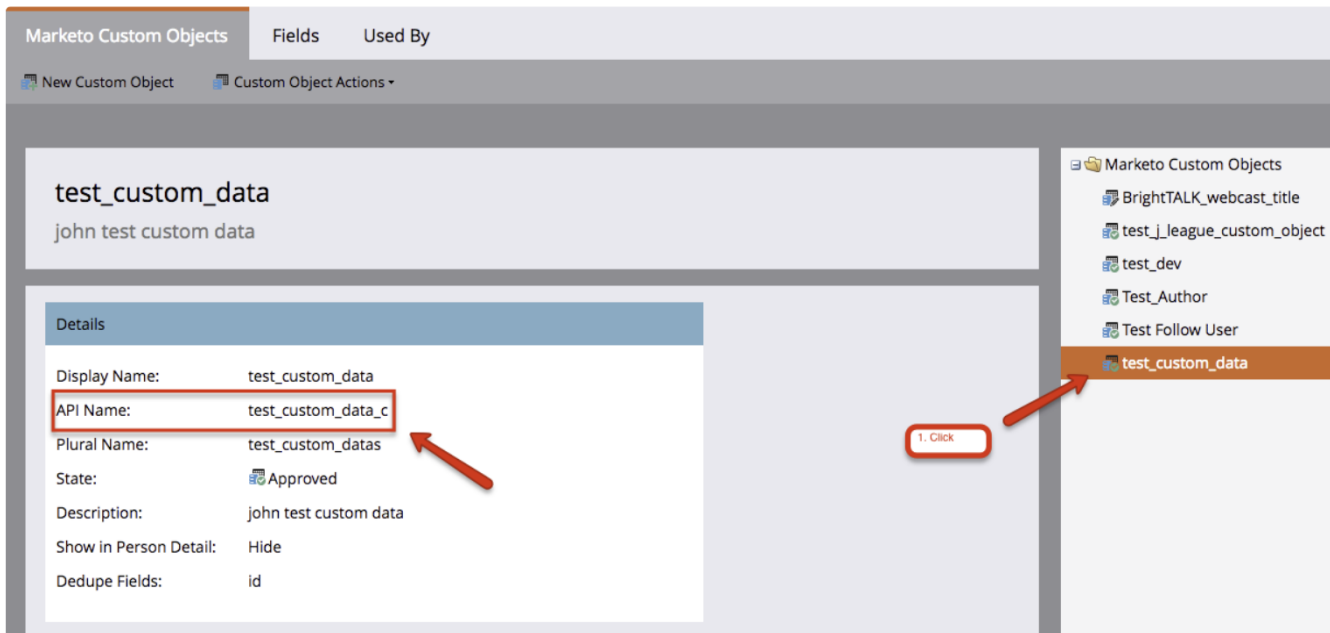 Marketo Custom Objects Fields Used By
New Custom Object Custom Object Actions
test_custom_data
john test custom data
Details
Display Name: test_custom_data
API Name: test_custom_data_c
Plural Name: test_custom_datas
State: Approved
Description: john test custom data
Show in Person Detail: Hide
Dedupe Fields: id
Marketo Custom Objects
BrightTALK_webcast_title
test_j_league_custom_object
test_dev
Test_Author
Test Follow User
test_custom_data
1. Click